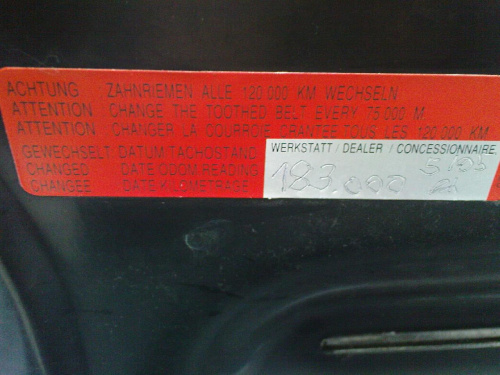 ACHTUNG ZAHNRIEMEN ALLE 120.000 KM WECHSELN
ATTENTION CHANGE THE TOOTHED BELT EVERY 75.000 M
ATTENTION CHANGER LA COURROIE CRANTEE TOUS LES 120.000 KM
GEWECHSELT: DATUM/TACHOSTAND WERKSTATT / DEALER / CONCESSIONNAIRE
CHANGED DATE/ODOM.READING 183.000
CHANGEE DATE/KILOMETRAGE